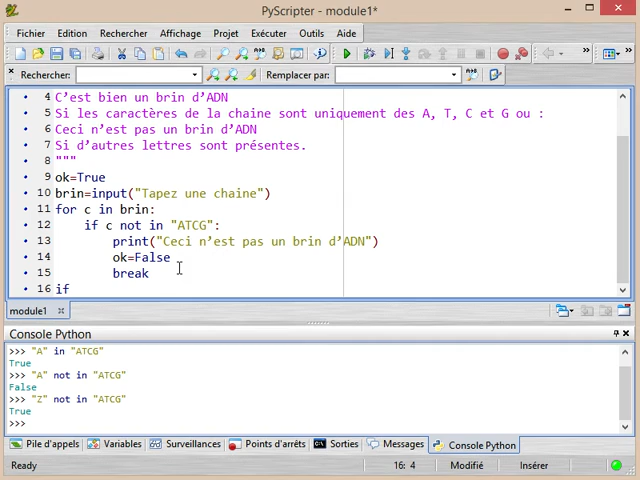 PyScripter - module1*
Fichier Edition Rechercher Affichage Projet Exécuter Outils Aide
Rechercher: Remplacer par:
4 C’est bien un brin d’ADN
5 Si les caractères de la chaine sont uniquement des A, T, C et G ou :
6 Ceci n’est pas un brin d’ADN
7 Si d’autres lettres sont présentes.
8 """
9 ok=True
10 brin=input("Tapez une chaine")
11 for c in brin:
12 if c not in "ATCG":
13 print("Ceci n’est pas un brin d’ADN")
14 ok=False
15 break
16 if
module1
Console Python
>>> "A" in "ATCG"
True
>>> "A" not in "ATCG"
False
>>> "Z" not in "ATCG"
True
>>>
Pile d'appels Variables Surveillances Points d'arrêts Sorties Messages Console Python
Ready 16: 4 Modifié Insérer